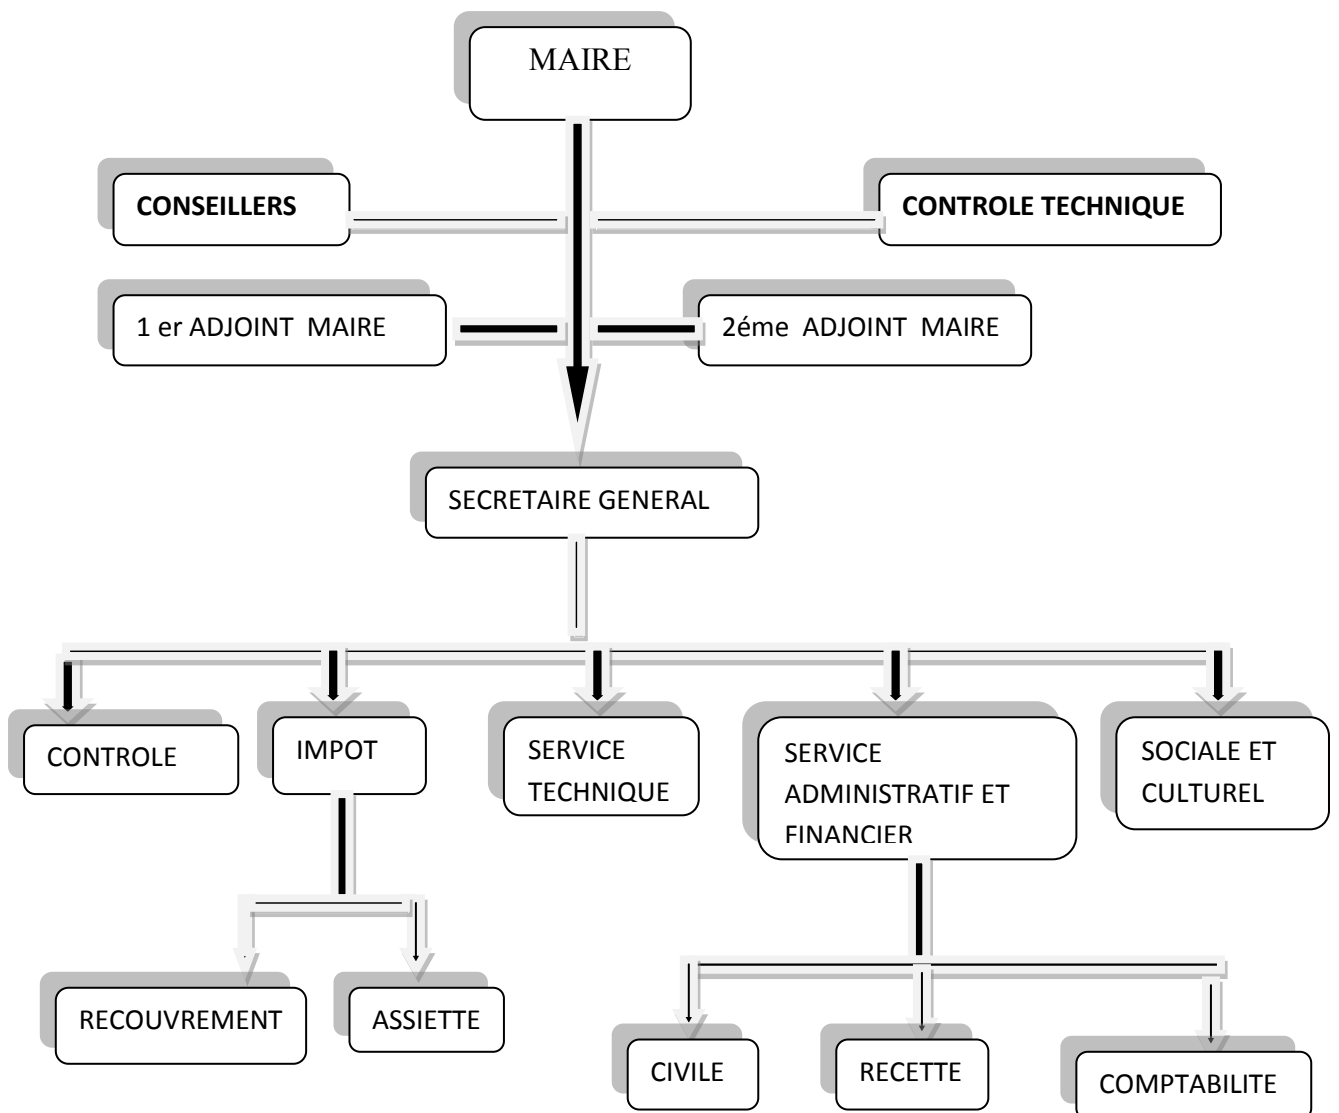 MAIRE
CONSEILLERS
CONTROLE TECHNIQUE
1 er ADJOINT  MAIRE
2éme  ADJOINT  MAIRE
SECRETAIRE GENERAL
CONTROLE
IMPOT
SERVICE
TECHNIQUE
SERVICE
ADMINISTRATIF ET
FINANCIER
SOCIALE ET
CULTUREL
RECOUVREMENT
ASSIETTE
CIVILE
RECETTE
COMPTABILITE